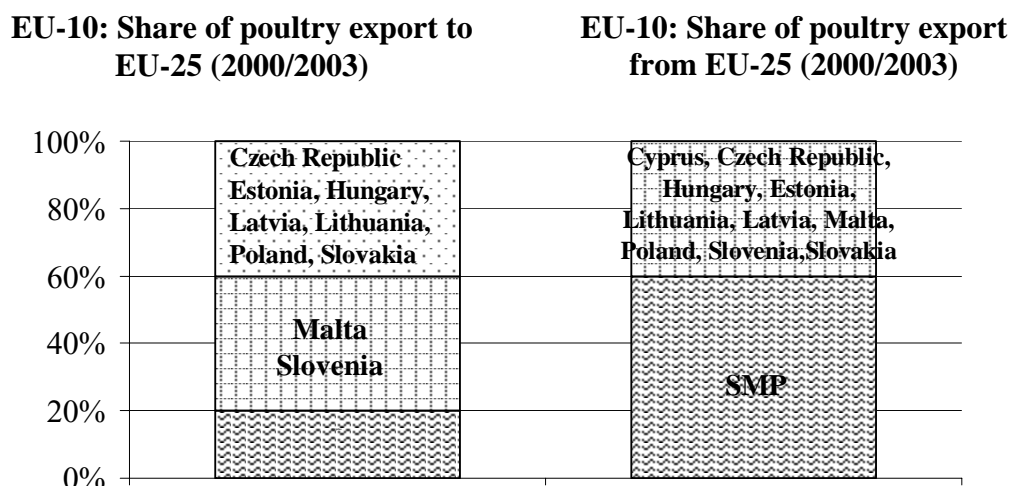 EU-10: Share of poultry export to
EU-25 (2000/2003)
EU-10: Share of poultry export
from EU-25 (2000/2003)
100%
80%
60%
40%
20%
0%
Czech Republic
Estonia, Hungary,
Latvia, Lithuania,
Poland, Slovakia
Malta
Slovenia
Cyprus, Czech Republic,
Hungary, Estonia,
Lithuania, Latvia, Malta,
Poland, Slovenia,Slovakia
SMP